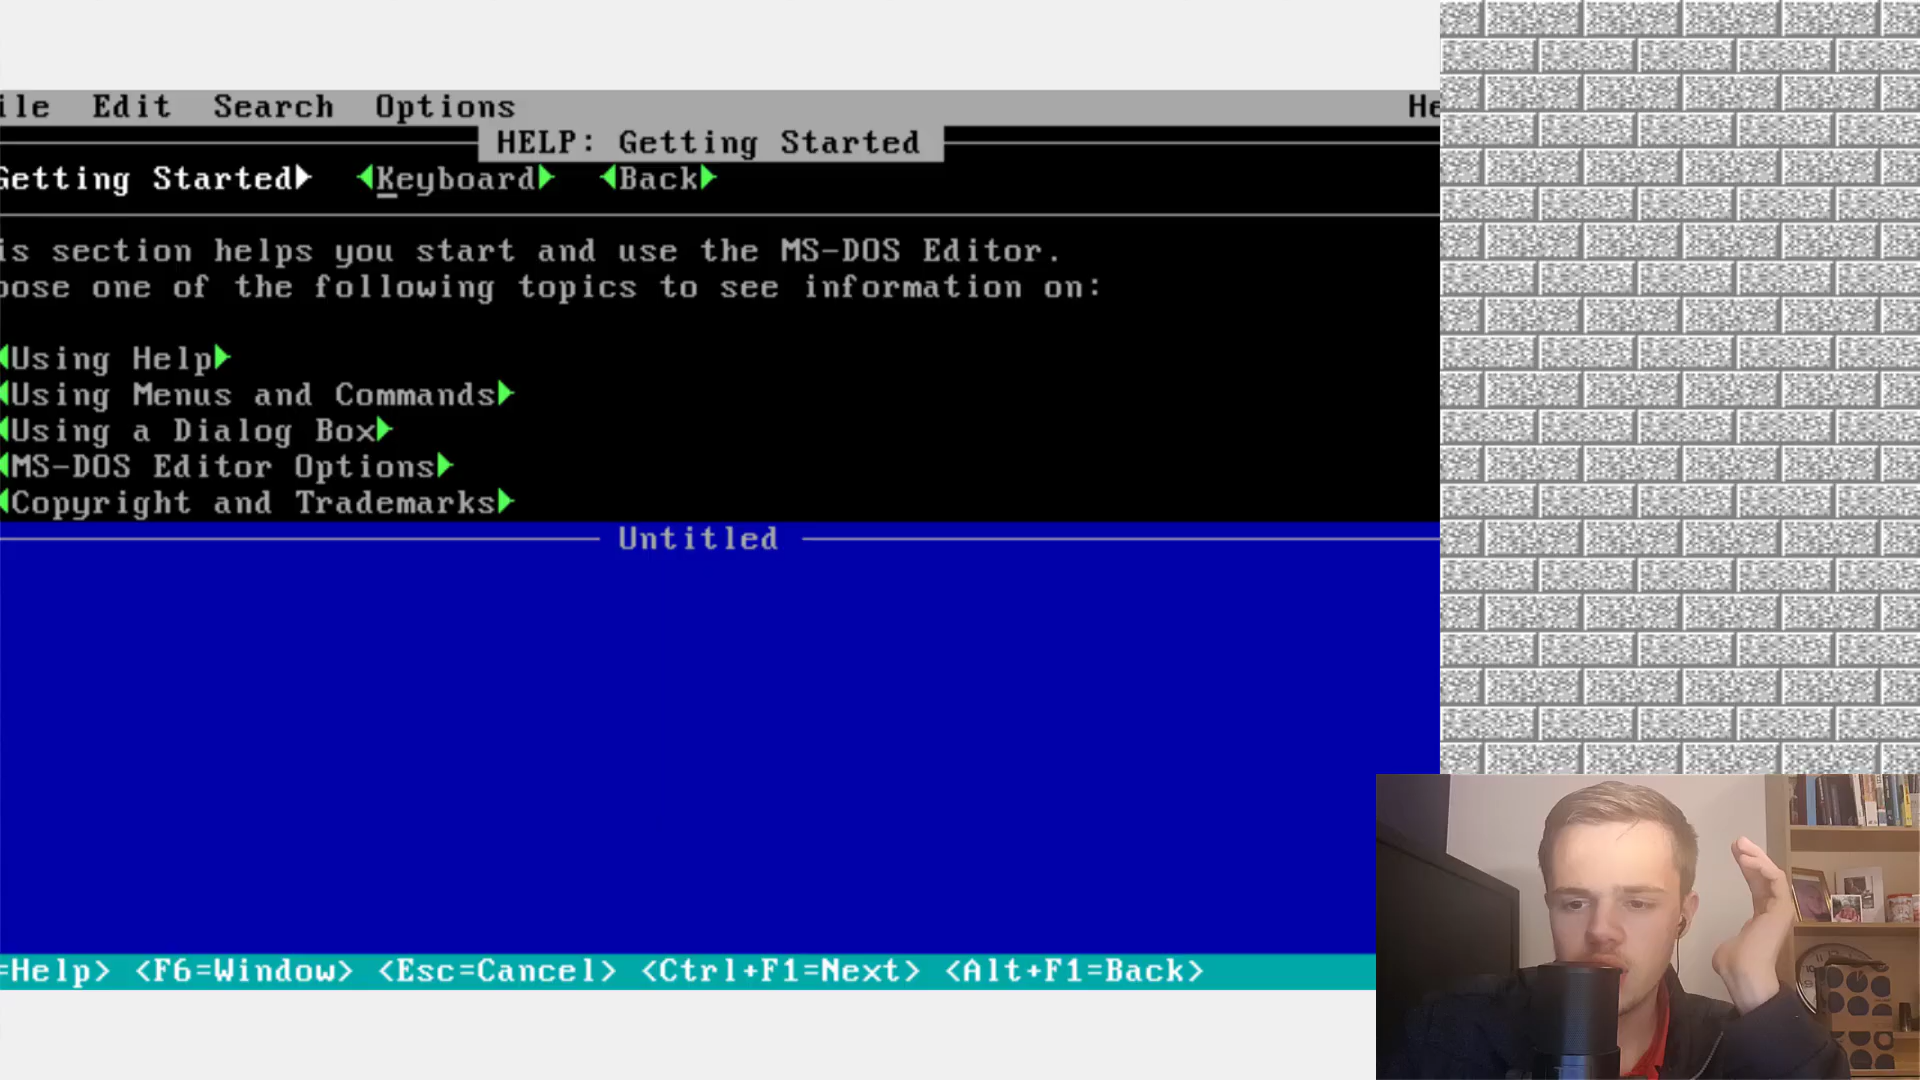 ile Edit Search Options He
HELP: Getting Started
Getting Started Keyboard Back
is section helps you start and use the MS-DOS Editor.
oose one of the following topics to see information on:
Using Help
Using Menus and Commands
Using a Dialog Box
MS-DOS Editor Options
Copyright and Trademarks
Untitled
=Help> <F6=Window> <Esc=Cancel> <Ctrl+F1=Next> <Alt+F1=Back>